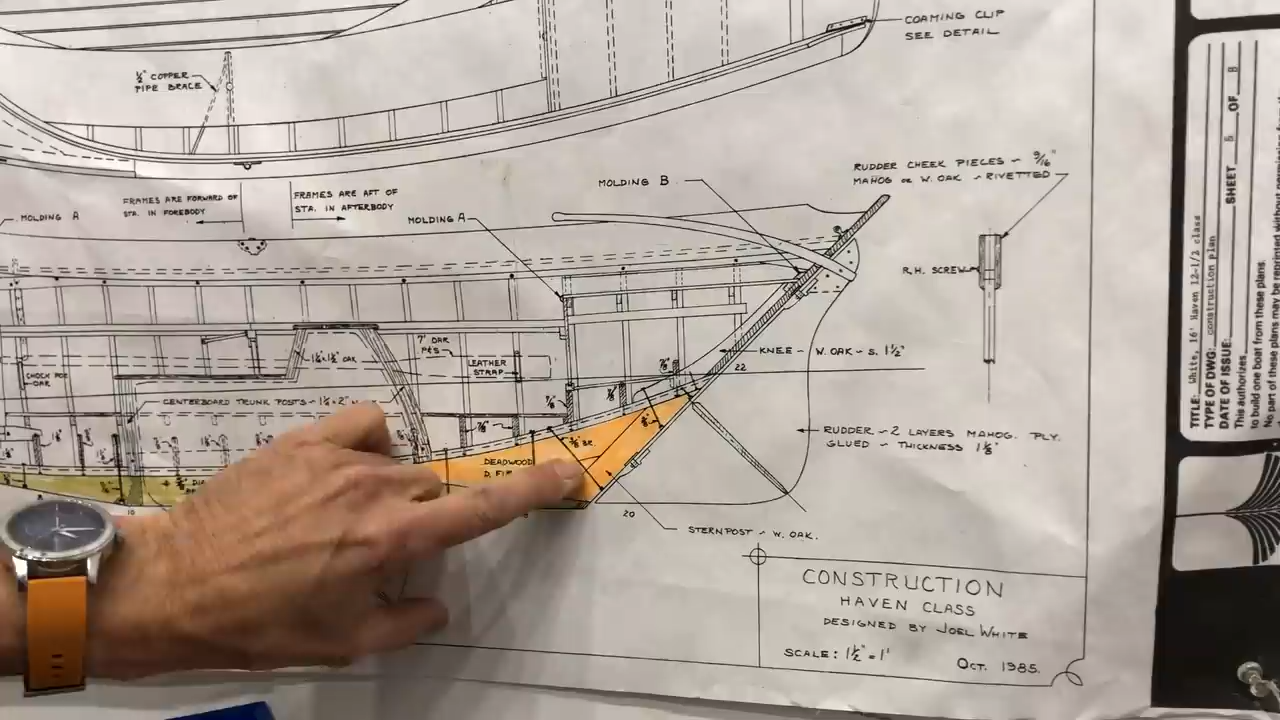 COAMING CLIP
SEE DETAIL
½" COPPER
PIPE BRACE
RUDDER CHEEK PIECES ~ 9/16"
MAHOG or W. OAK ~ RIVETTED
MOLDING B
FRAMES ARE FORWARD OF
STA. IN FOREBODY
FRAMES ARE AFT OF
STA. IN AFTERBODY
MOLDING A
MOLDING A
R.H. SCREW
7" OAK
LEATHER
STRAP
KNEE ~ W. OAK ~ S. 1½"
22
CENTERBOARD TRUNK POSTS ~
RUDDER ~ 2 LAYERS MAHOG. PLY.
GLUED ~ THICKNESS 1⅛"
DEADWOOD
10
20
STERNPOST ~ W. OAK.
CONSTRUCTION
HAVEN CLASS
DESIGNED BY JOEL WHITE
SCALE: 1½" = 1'
OCT. 1985.
TITLE: White, 16' Haven 12-1/2 class
TYPE OF DWG: construction plan
DATE OF ISSUE: SHEET 5 OF 8
This authorizes
to build one boat from these plans.
No part of these plans may be reprinted without permission